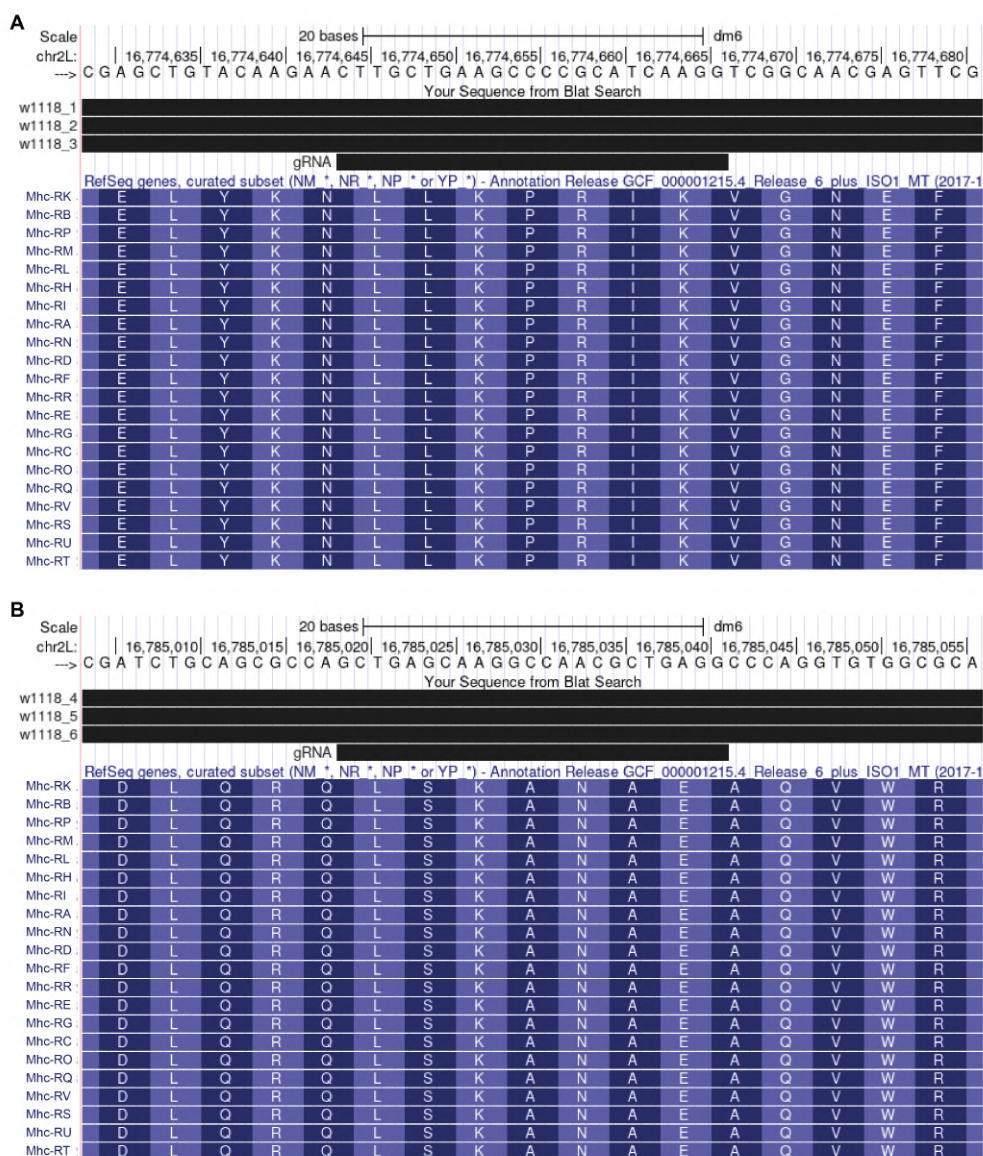 A
Scale 20 bases dm6
chr2L: 16,774,635 16,774,640 16,774,645 16,774,650 16,774,655 16,774,660 16,774,665 16,774,670 16,774,675 16,774,680
---> C G A G C T G T A C A A G A A C T T G C T G A A G C C C C G C A T C A A G G T C G G C A A C G A G T T C G
Your Sequence from Blat Search
w1118_1
w1118_2
w1118_3
gRNA
RefSeq genes, curated subset (NM_*, NR_*, NP_* or YP_*) - Annotation Release GCF_000001215.4_Release_6_plus_ISO1_MT (2017-1
Mhc-RK E L Y K N L L K P R I K V G N E F
Mhc-RB E L Y K N L L K P R I K V G N E F
Mhc-RP E L Y K N L L K P R I K V G N E F
Mhc-RM E L Y K N L L K P R I K V G N E F
Mhc-RL E L Y K N L L K P R I K V G N E F
Mhc-RH E L Y K N L L K P R I K V G N E F
Mhc-RI E L Y K N L L K P R I K V G N E F
Mhc-RA E L Y K N L L K P R I K V G N E F
Mhc-RN E L Y K N L L K P R I K V G N E F
Mhc-RD E L Y K N L L K P R I K V G N E F
Mhc-RF E L Y K N L L K P R I K V G N E F
Mhc-RR E L Y K N L L K P R I K V G N E F
Mhc-RE E L Y K N L L K P R I K V G N E F
Mhc-RG E L Y K N L L K P R I K V G N E F
Mhc-RC E L Y K N L L K P R I K V G N E F
Mhc-RO E L Y K N L L K P R I K V G N E F
Mhc-RQ E L Y K N L L K P R I K V G N E F
Mhc-RV E L Y K N L L K P R I K V G N E F
Mhc-RS E L Y K N L L K P R I K V G N E F
Mhc-RU E L Y K N L L K P R I K V G N E F
Mhc-RT E L Y K N L L K P R I K V G N E F
B
Scale 20 bases dm6
chr2L: 16,785,010 16,785,015 16,785,020 16,785,025 16,785,030 16,785,035 16,785,040 16,785,045 16,785,050 16,785,055
---> C G A T C T G C A G C G C C A G C T G A G C A A G G C C A A C G C T G A G G C C C A G G T G T G G C G C A
Your Sequence from Blat Search
w1118_4
w1118_5
w1118_6
gRNA
RefSeq genes, curated subset (NM_*, NR_*, NP_* or YP_*) - Annotation Release GCF_000001215.4_Release_6_plus_ISO1_MT (2017-1
Mhc-RK D L Q R Q L S K A N A E A Q V W R
Mhc-RB D L Q R Q L S K A N A E A Q V W R
Mhc-RP D L Q R Q L S K A N A E A Q V W R
Mhc-RM D L Q R Q L S K A N A E A Q V W R
Mhc-RL D L Q R Q L S K A N A E A Q V W R
Mhc-RH D L Q R Q L S K A N A E A Q V W R
Mhc-RI D L Q R Q L S K A N A E A Q V W R
Mhc-RA D L Q R Q L S K A N A E A Q V W R
Mhc-RN D L Q R Q L S K A N A E A Q V W R
Mhc-RD D L Q R Q L S K A N A E A Q V W R
Mhc-RF D L Q R Q L S K A N A E A Q V W R
Mhc-RR D L Q R Q L S K A N A E A Q V W R
Mhc-RE D L Q R Q L S K A N A E A Q V W R
Mhc-RG D L Q R Q L S K A N A E A Q V W R
Mhc-RC D L Q R Q L S K A N A E A Q V W R
Mhc-RO D L Q R Q L S K A N A E A Q V W R
Mhc-RQ D L Q R Q L S K A N A E A Q V W R
Mhc-RV D L Q R Q L S K A N A E A Q V W R
Mhc-RS D L Q R Q L S K A N A E A Q V W R
Mhc-RU D L Q R Q L S K A N A E A Q V W R
Mhc-RT D L Q R Q L S K A N A E A Q V W R